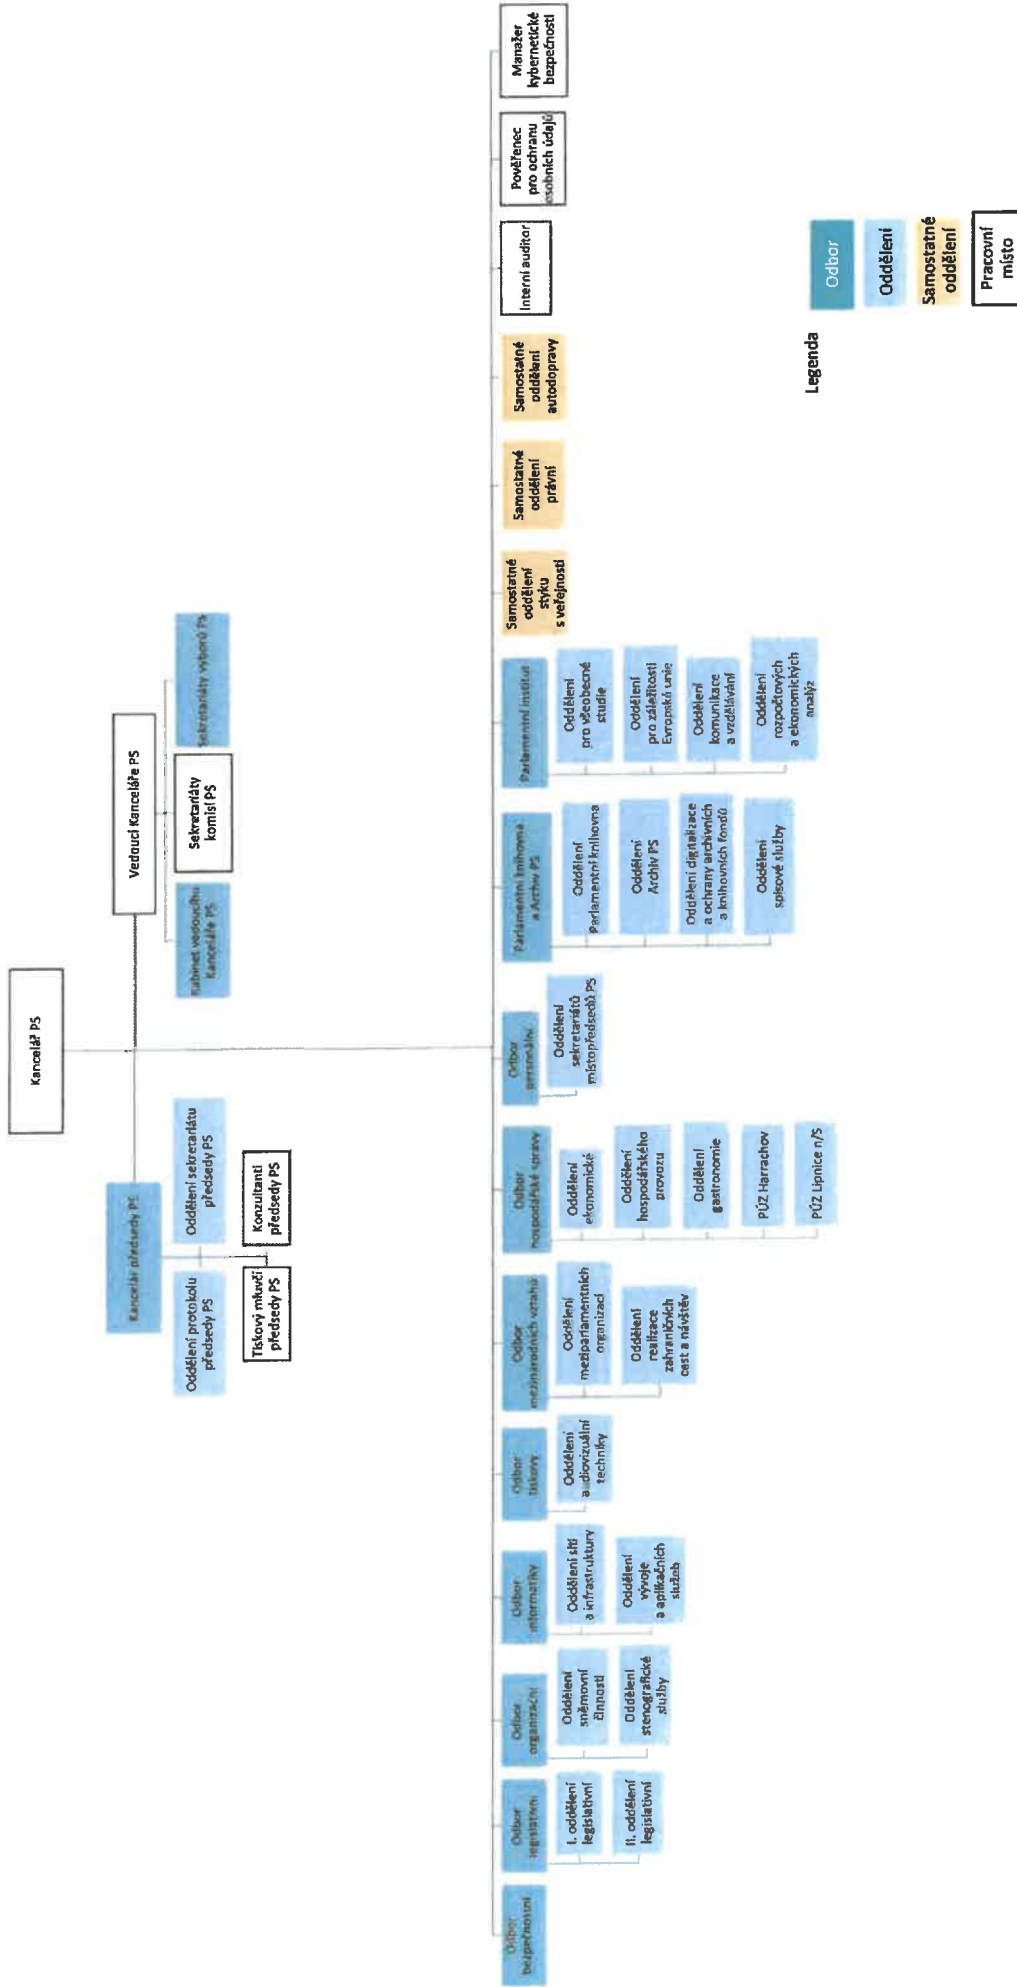 Kancelář PS
Kancelář předsedy PS
Vedoucí Kanceláře PS
Oddělení protokolu
předsedy PS
Oddělení sekretariátu
předsedy PS
Tiskový mluvčí
předsedy PS
Konzultanti
předsedy PS
Kabinet vedoucího
Kanceláře PS
Sekretariáty
komisí PS
Sekretariáty výborů PS
Odbor
bezpečnostní
Odbor
legislativní
I. oddělení
legislativní
II. oddělení
legislativní
Odbor
organizační
Oddělení
sněmovní
činnosti
Oddělení
stenografické
služby
Odbor
informatiky
Oddělení sítí
a infrastruktury
Oddělení
vývoje
a aplikačních
služeb
Odbor
tiskový
Oddělení
audiovizuální
techniky
Odbor
mezinárodních vztahů
Oddělení
meziparlamentních
organizací
Oddělení
realizace
zahraničních
cest a návštěv
Odbor
hospodářské správy
Oddělení
ekonomické
Oddělení
hospodářského
provozu
Oddělení
gastronomie
PÚZ Harrachov
PÚZ Lipnice n/S
Odbor
personální
Oddělení
sekretariátů
místopředsedů PS
Parlamentní knihovna
a Archiv PS
Oddělení
Parlamentní knihovna
Oddělení
Archiv PS
Oddělení digitalizace
a ochrany archivních
a knihovních fondů
Oddělení
spisové služby
Parlamentní institut
Oddělení
pro všeobecné
studie
Oddělení
pro záležitosti
Evropské unie
Oddělení
komunikace
a vzdělávání
Oddělení
rozpočtových
a ekonomických
analýz
Samostatné
oddělení
styku
s veřejností
Samostatné
oddělení
právní
Samostatné
oddělení
autodopravy
Interní auditor
Pověřenec
pro ochranu
osobních údajů
Manažer
kybernetické
bezpečnosti
Legenda
Odbor
Oddělení
Samostatné
oddělení
Pracovní
místo